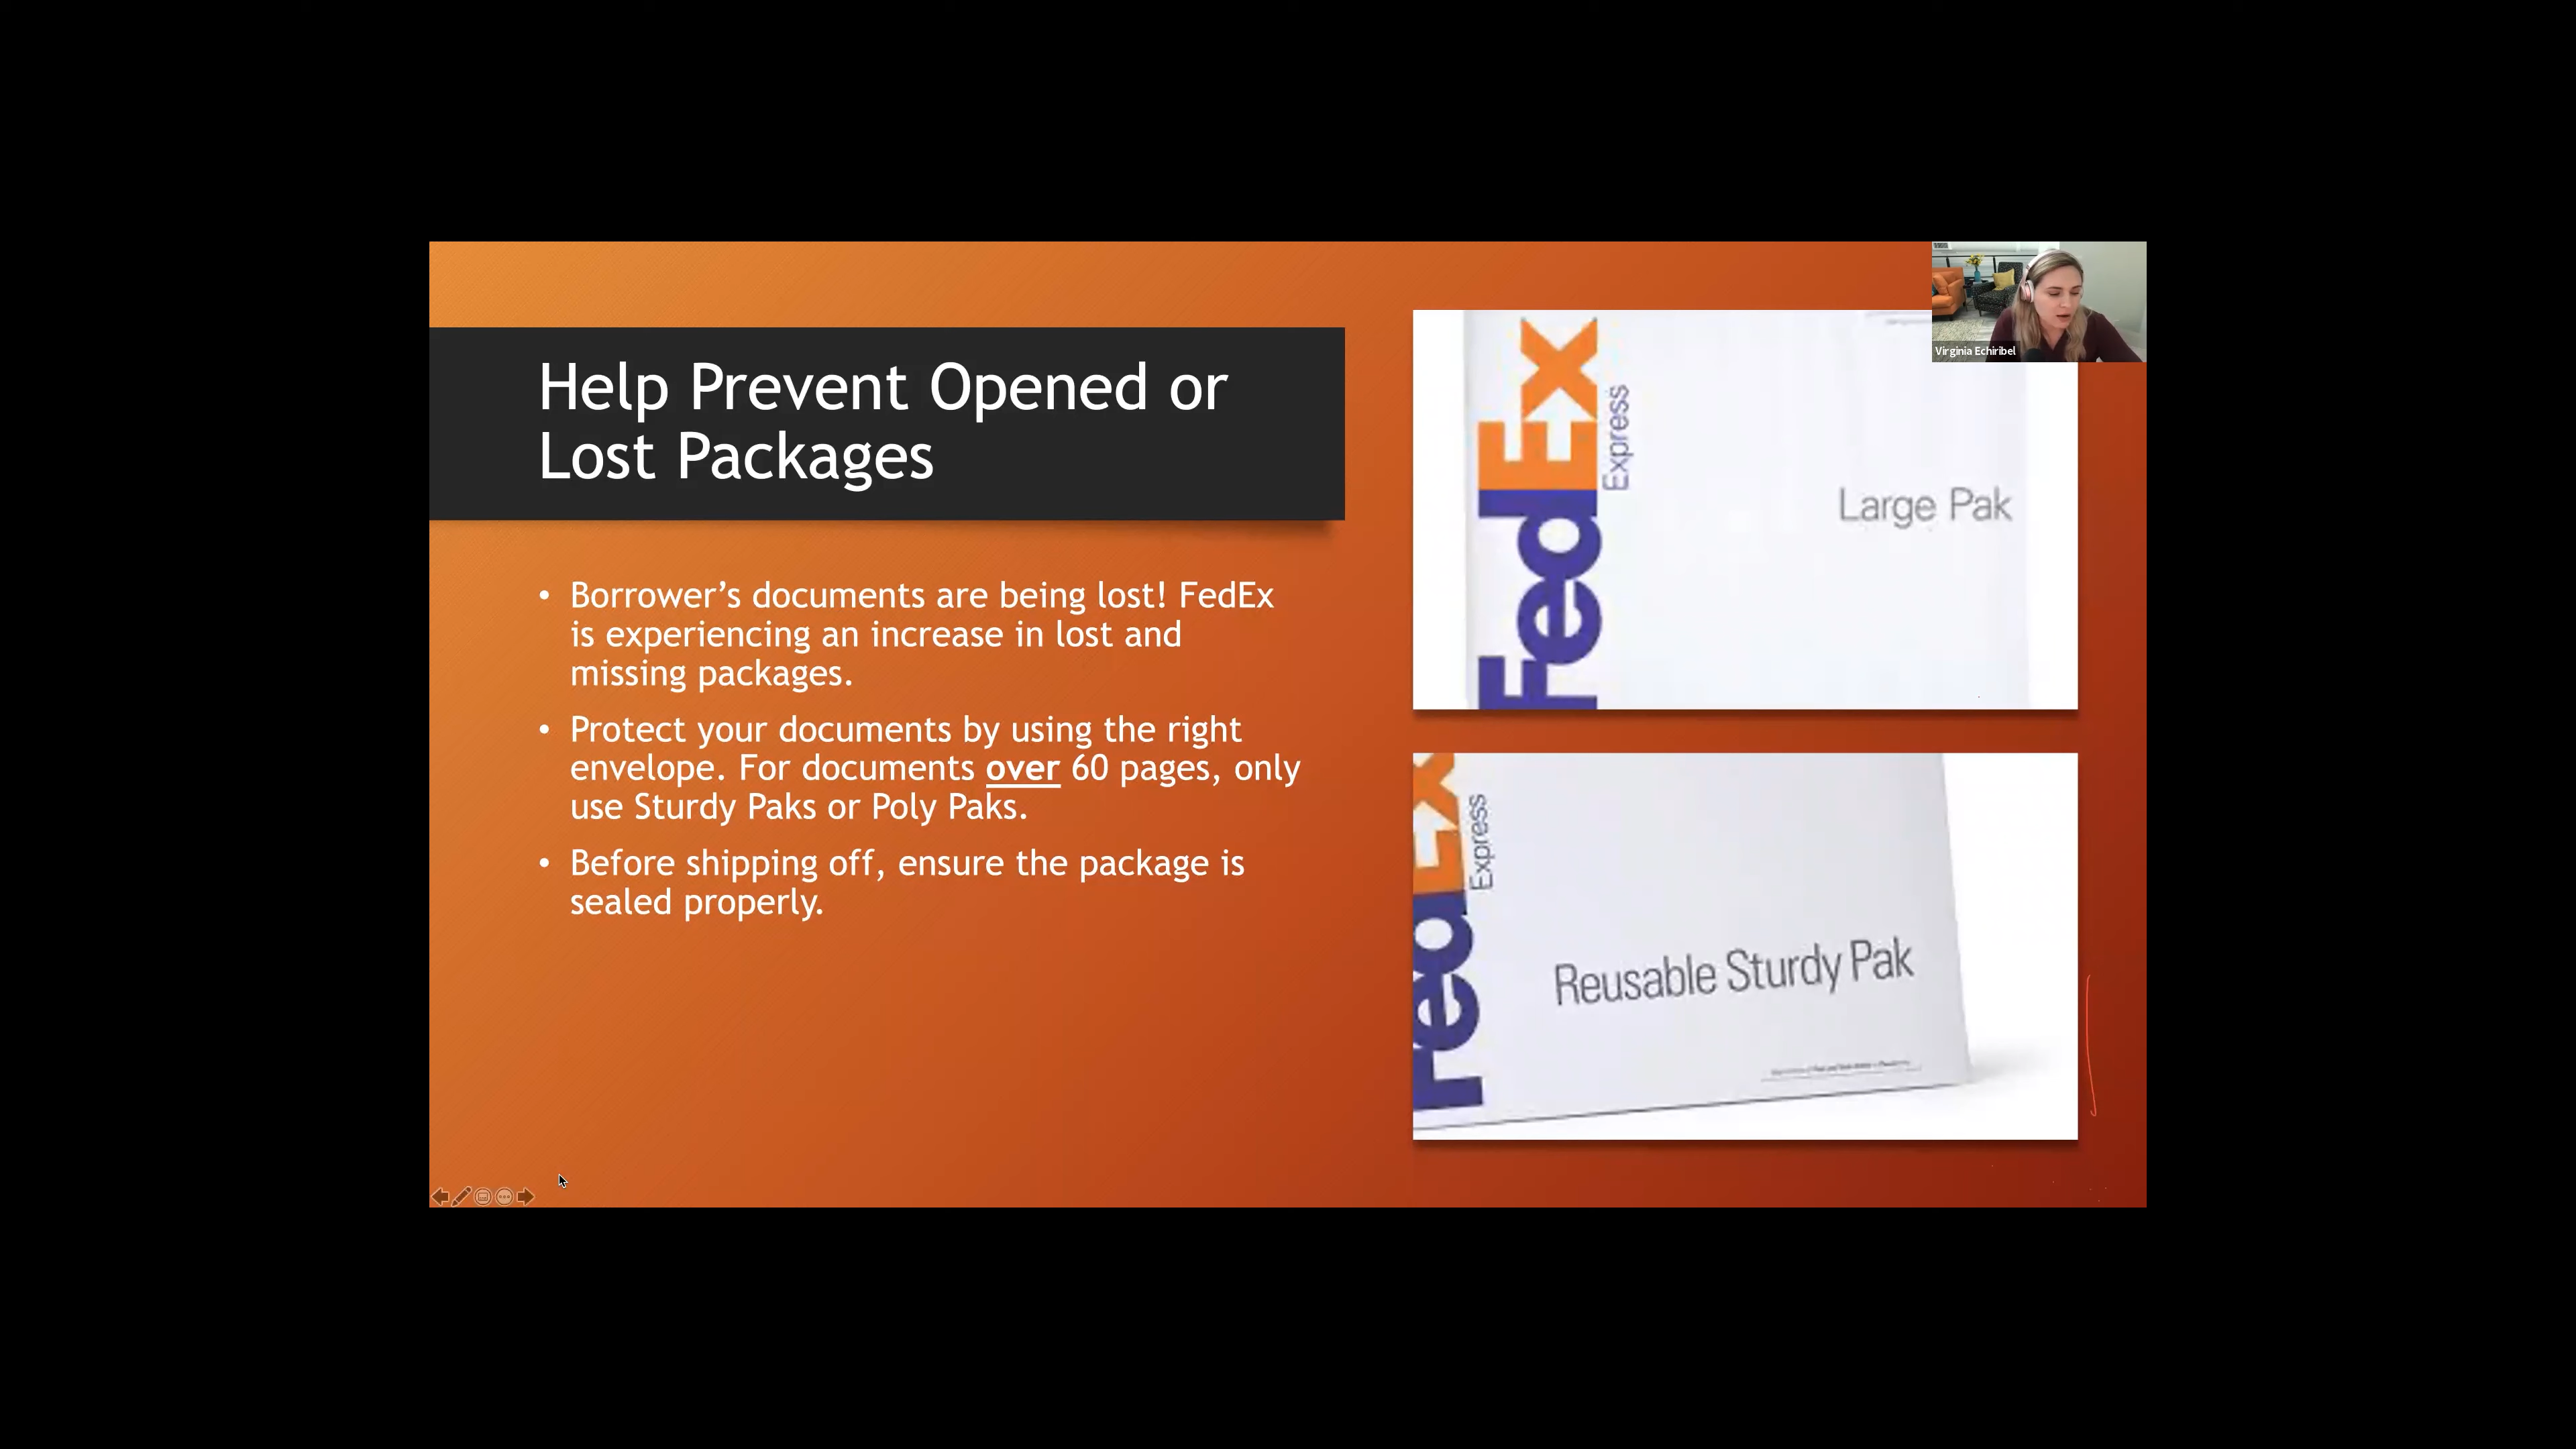 Help Prevent Opened or
Lost Packages
• Borrower’s documents are being lost! FedEx
is experiencing an increase in lost and
missing packages.
• Protect your documents by using the right
envelope. For documents over 60 pages, only
use Sturdy Paks or Poly Paks.
• Before shipping off, ensure the package is
sealed properly.
FedEx
Express
Large Pak
Virginia Echiribel
FedEx
Express
Reusable Sturdy Pak